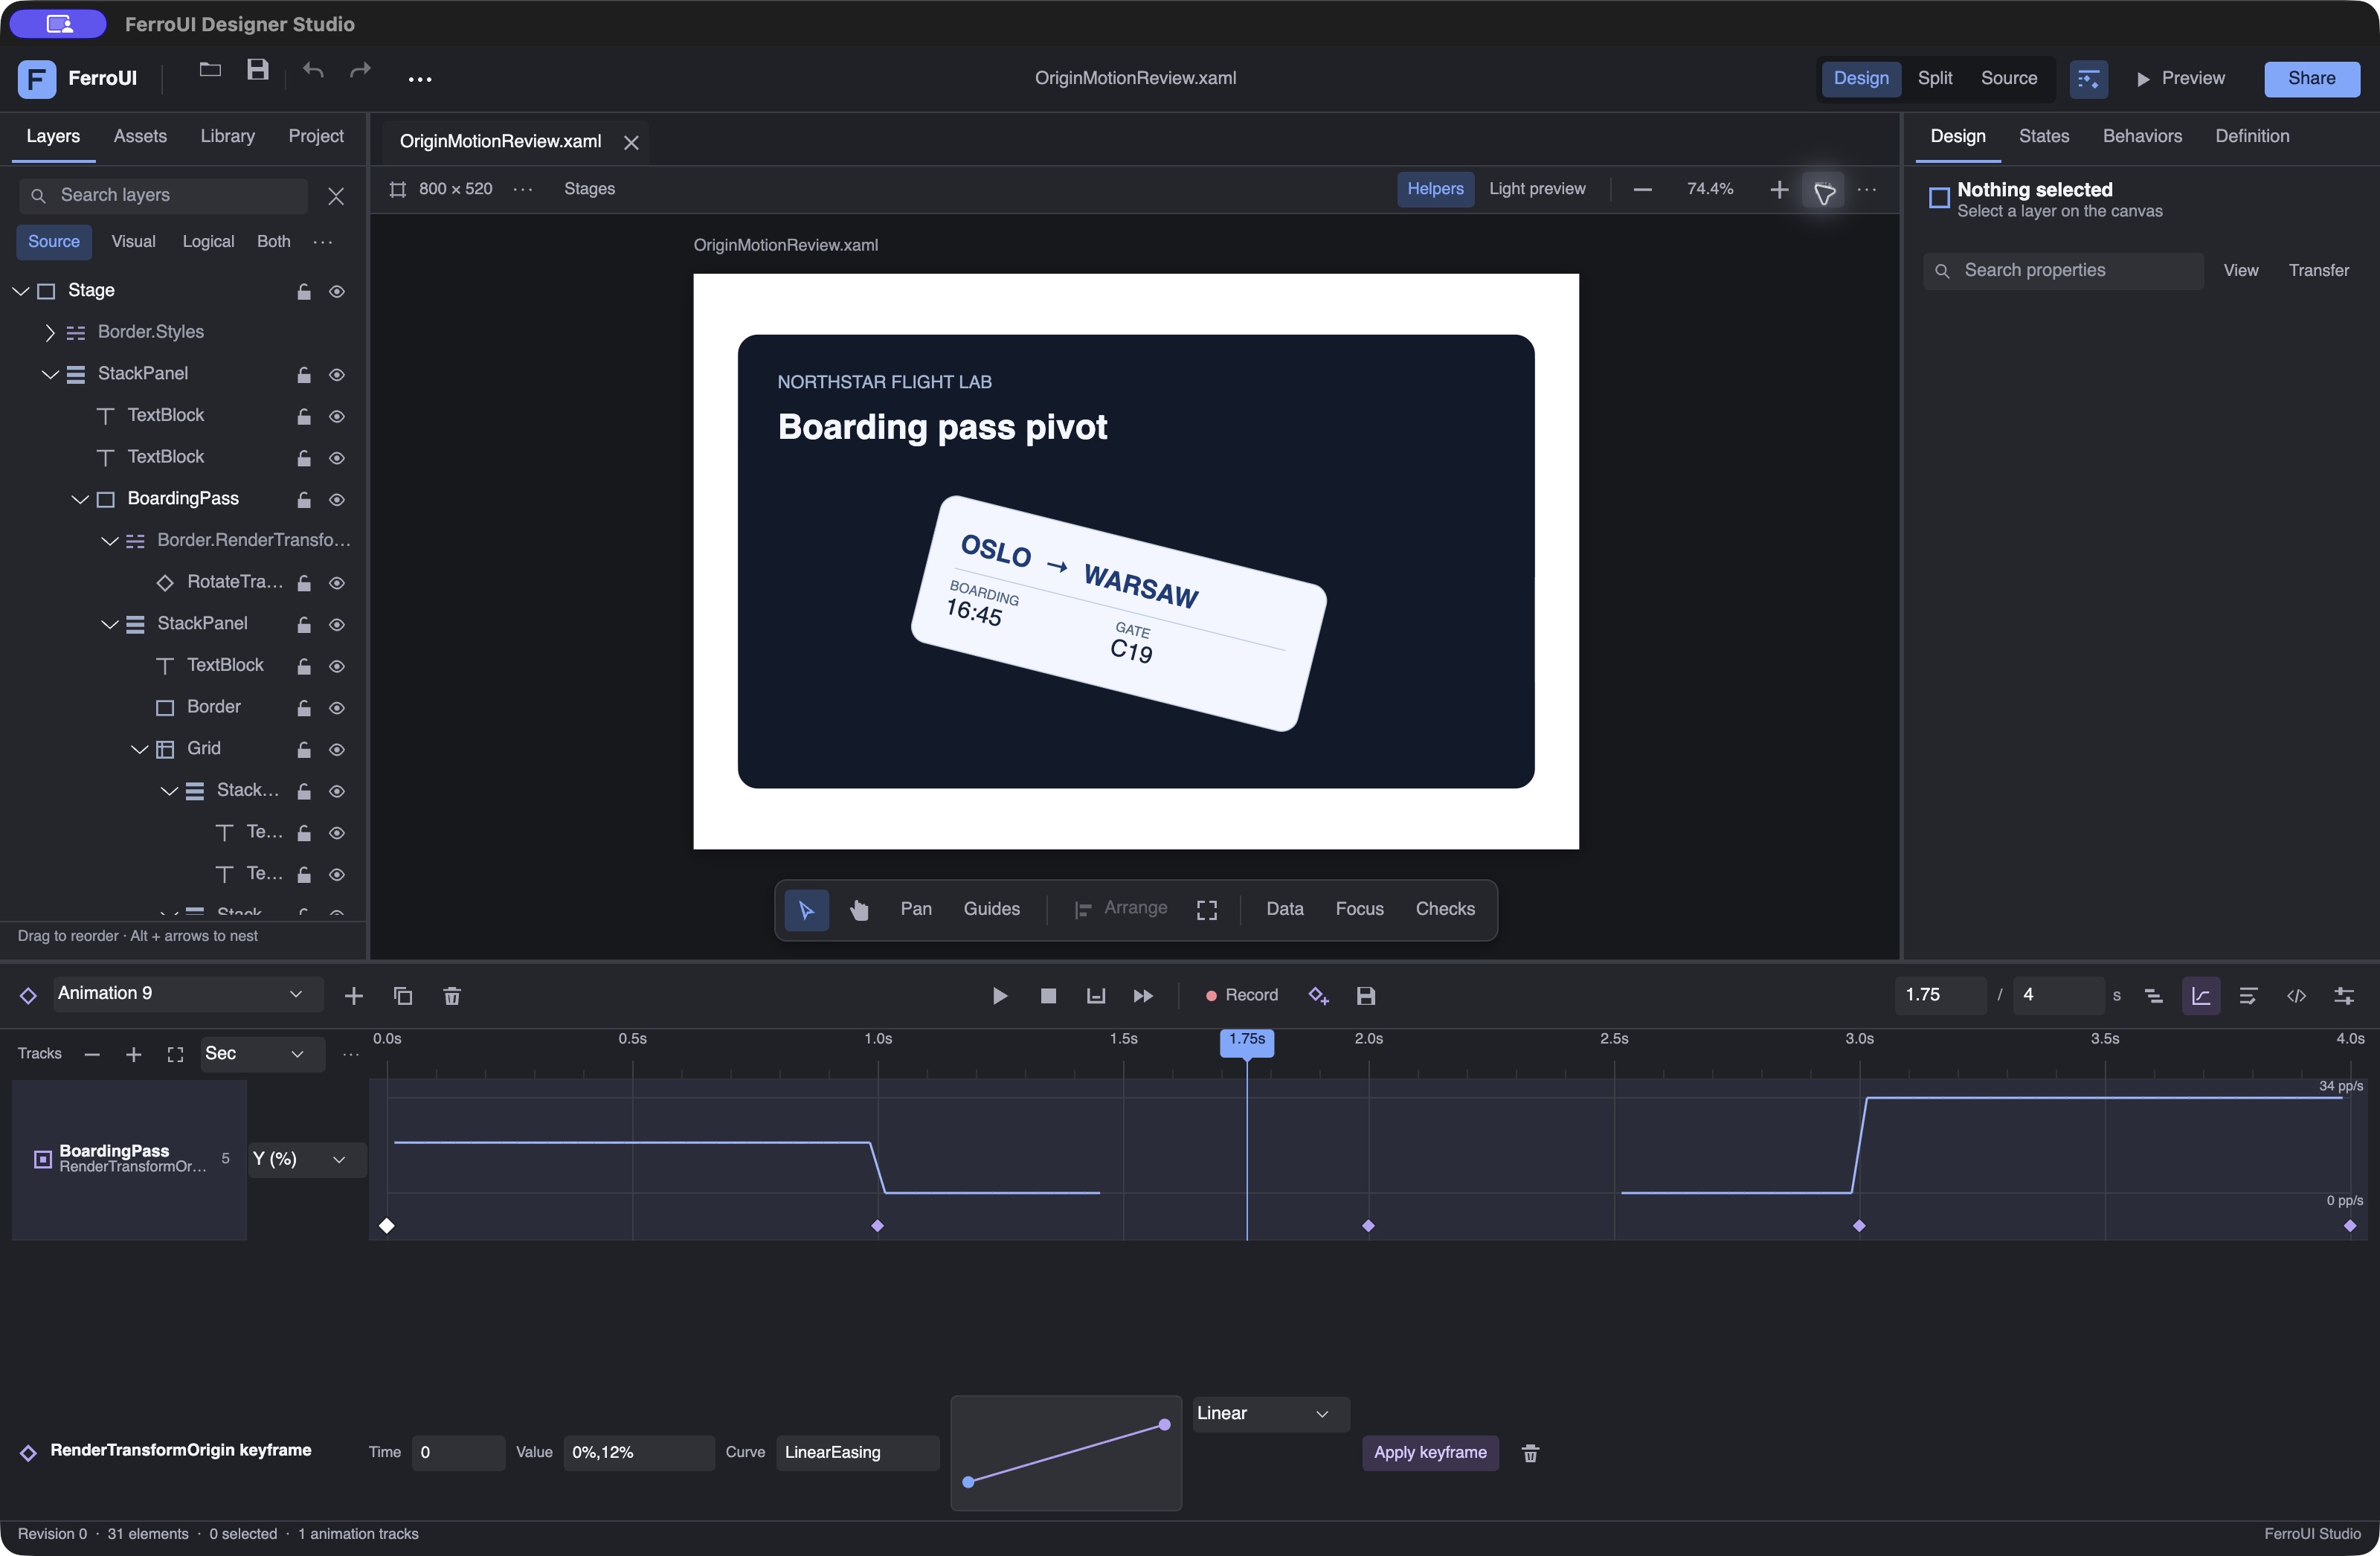 FerroUI Designer Studio
F FerroUI
OriginMotionReview.xaml
Design Split Source
Preview
Share
Layers Assets Library Project
OriginMotionReview.xaml
Design States Behaviors Definition
Search layers
800 × 520 ··· Stages
Helpers Light preview
74.4%
Nothing selected
Select a layer on the canvas
Source Visual Logical Both ···
Search properties
View Transfer
OriginMotionReview.xaml
Stage
Border.Styles
StackPanel
TextBlock
TextBlock
BoardingPass
Border.RenderTransfo...
RotateTra...
StackPanel
TextBlock
Border
Grid
Stack...
Te...
Te...
Stack
Drag to reorder · Alt + arrows to nest
NORTHSTAR FLIGHT LAB
Boarding pass pivot
OSLO → WARSAW
BOARDING
16:45
GATE
C19
Pan Guides Arrange Data Focus Checks
Animation 9
Record
1.75 / 4 s
Tracks
Sec
0.0s 0.5s 1.0s 1.5s 1.75s 2.0s 2.5s 3.0s 3.5s 4.0s
34 pp/s
BoardingPass
RenderTransformOr...
5
Y (%)
0 pp/s
RenderTransformOrigin keyframe
Time 0
Value 0%,12%
Curve LinearEasing
Linear
Apply keyframe
Revision 0 · 31 elements · 0 selected · 1 animation tracks
FerroUI Studio